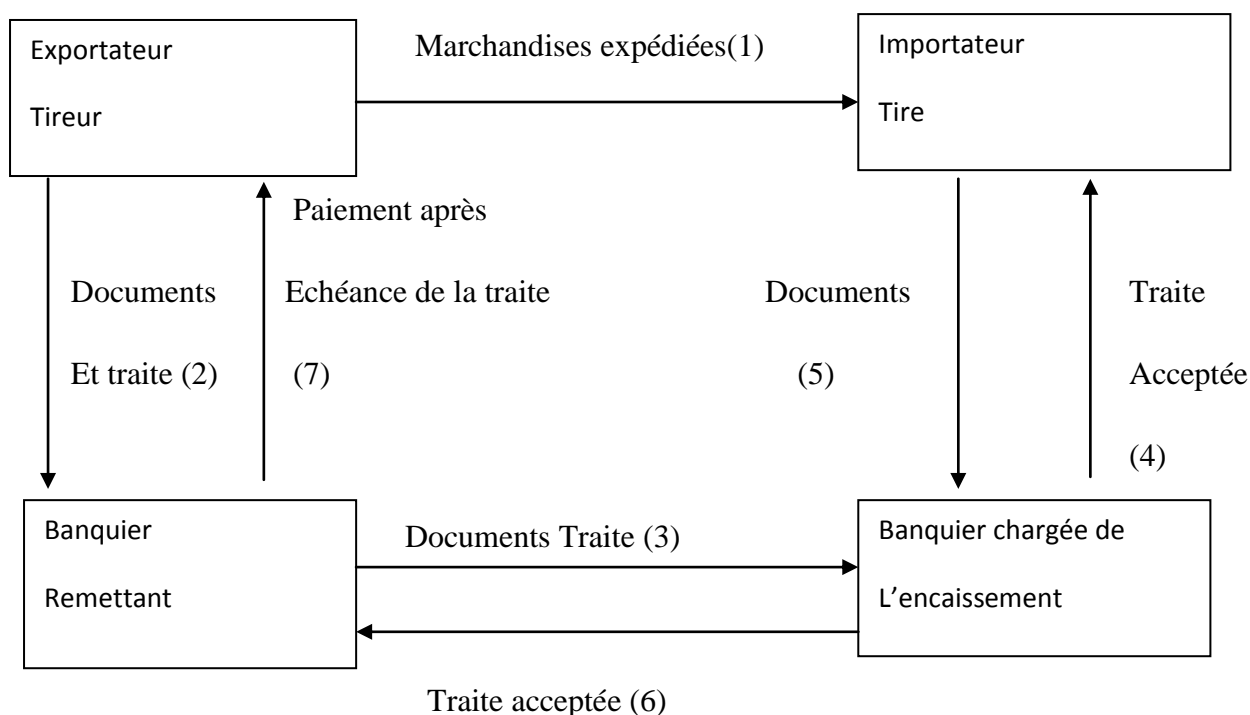 Exportateur
Tireur
Marchandises expédiées(1)
Importateur
Tire
Documents
Et traite (2)
Paiement après
Echéance de la traite
(7)
Documents
(5)
Traite
Acceptée
(4)
Banquier
Remettant
Documents Traite (3)
Banquier chargée de
L’encaissement
Traite acceptée (6)